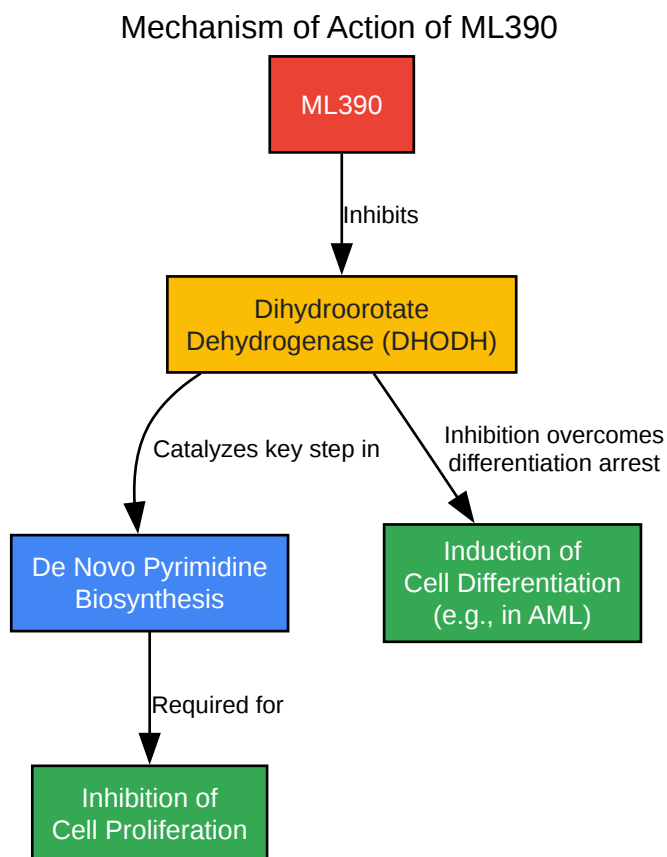 Mechanism of Action of ML390
ML390
Inhibits
Dihydroorotate
Dehydrogenase (DHODH)
Catalyzes key step in
Inhibition overcomes
differentiation arrest
De Novo Pyrimidine
Biosynthesis
Induction of
Cell Differentiation
(e.g., in AML)
Required for
Inhibition of
Cell Proliferation